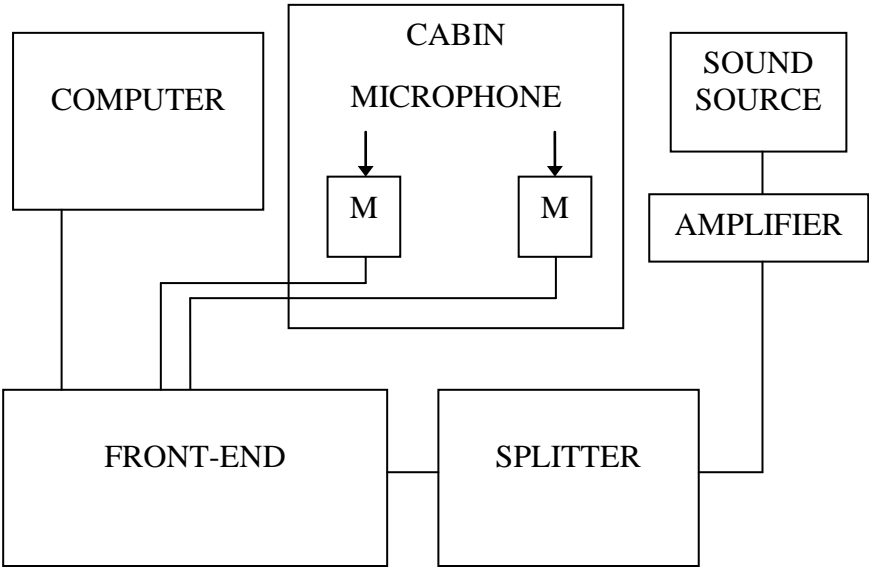 CABIN
COMPUTER
MICROPHONE
SOUND
SOURCE
M
M
AMPLIFIER
FRONT-END
SPLITTER